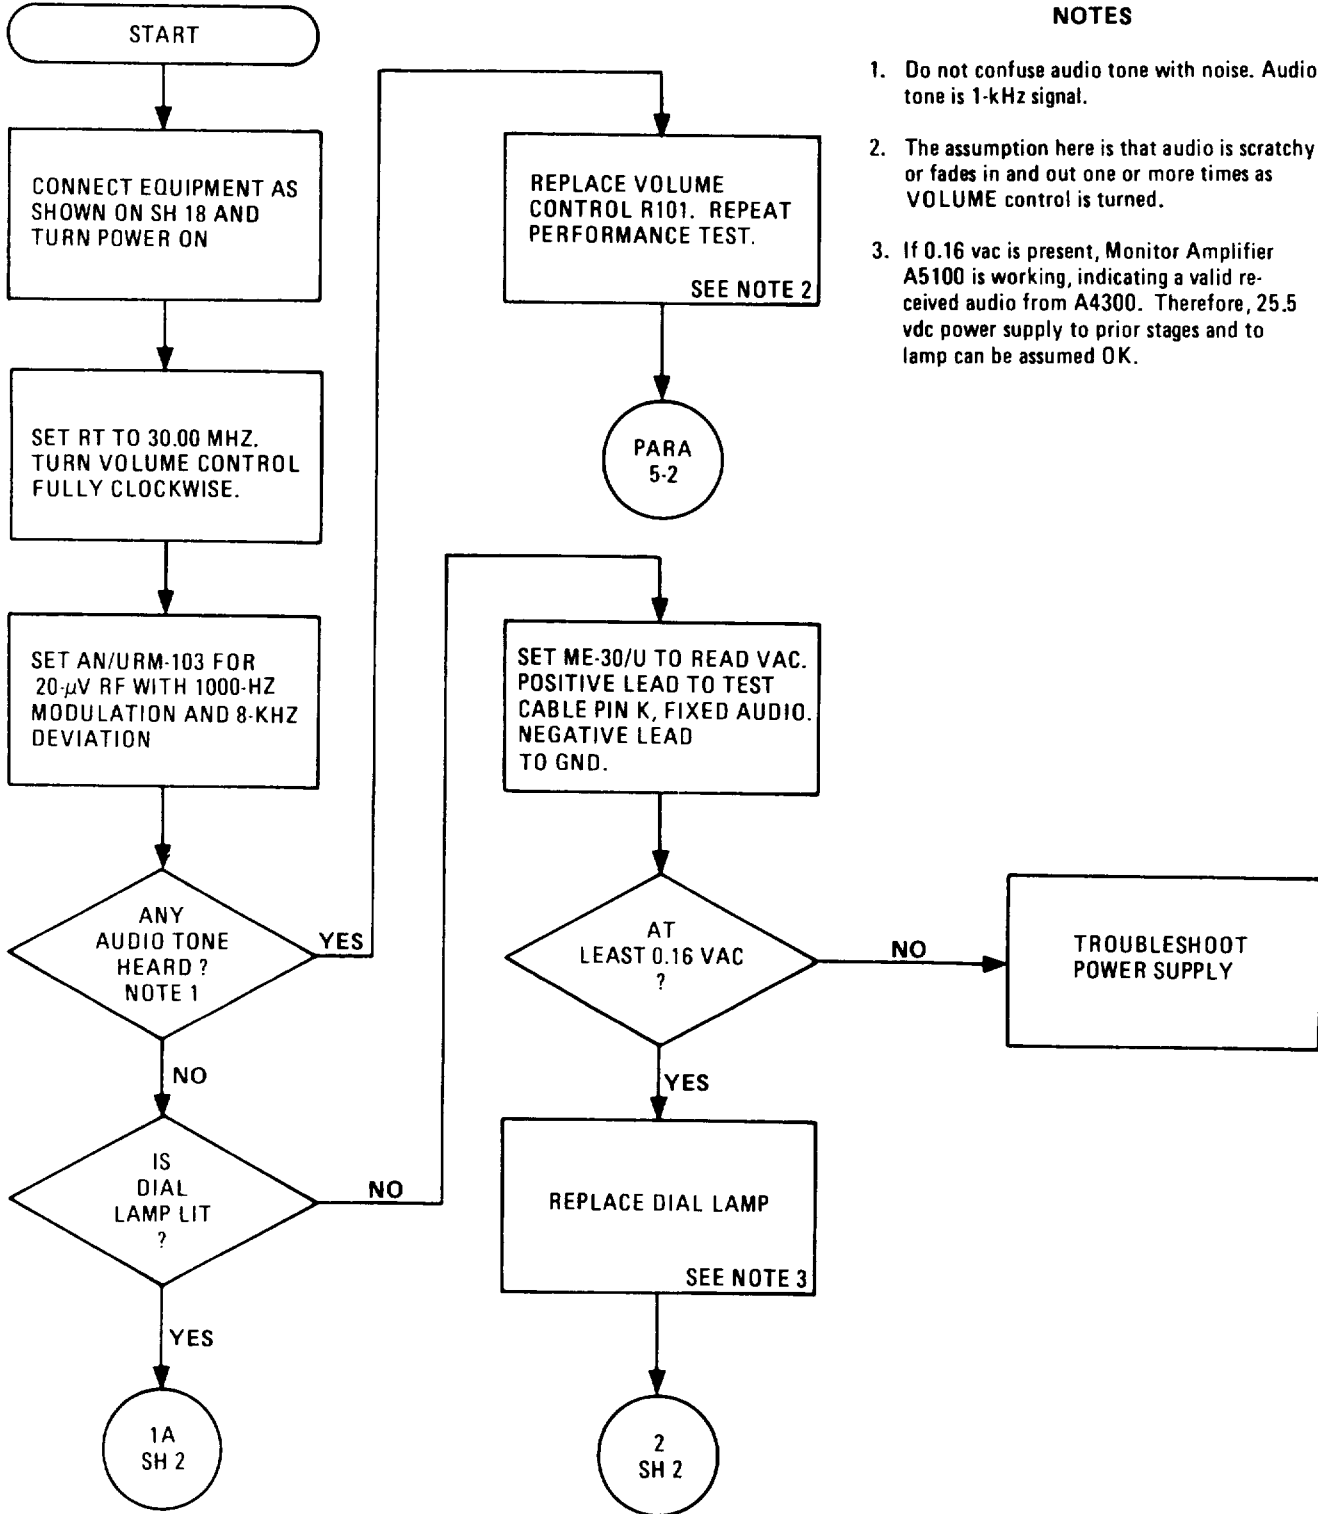 START
CONNECT EQUIPMENT AS
SHOWN ON SH 18 AND
TURN POWER ON
SET RT TO 30.00 MHZ.
TURN VOLUME CONTROL
FULLY CLOCKWISE.
SET AN/URM-103 FOR
20-μV RF WITH 1000-HZ
MODULATION AND 8-KHZ
DEVIATION
ANY
AUDIO TONE
HEARD ?
NOTE 1
YES
NO
IS
DIAL
LAMP LIT
?
NO
YES
1A
SH 2
REPLACE VOLUME
CONTROL R101. REPEAT
PERFORMANCE TEST.
SEE NOTE 2
PARA
5-2
SET ME-30/U TO READ VAC.
POSITIVE LEAD TO TEST
CABLE PIN K, FIXED AUDIO.
NEGATIVE LEAD
TO GND.
AT
LEAST 0.16 VAC
?
NO
TROUBLESHOOT
POWER SUPPLY
YES
REPLACE DIAL LAMP
SEE NOTE 3
2
SH 2
NOTES
1. Do not confuse audio tone with noise. Audio
tone is 1-kHz signal.
2. The assumption here is that audio is scratchy
or fades in and out one or more times as
VOLUME control is turned.
3. If 0.16 vac is present, Monitor Amplifier
A5100 is working, indicating a valid re-
ceived audio from A4300. Therefore, 25.5
vdc power supply to prior stages and to
lamp can be assumed OK.